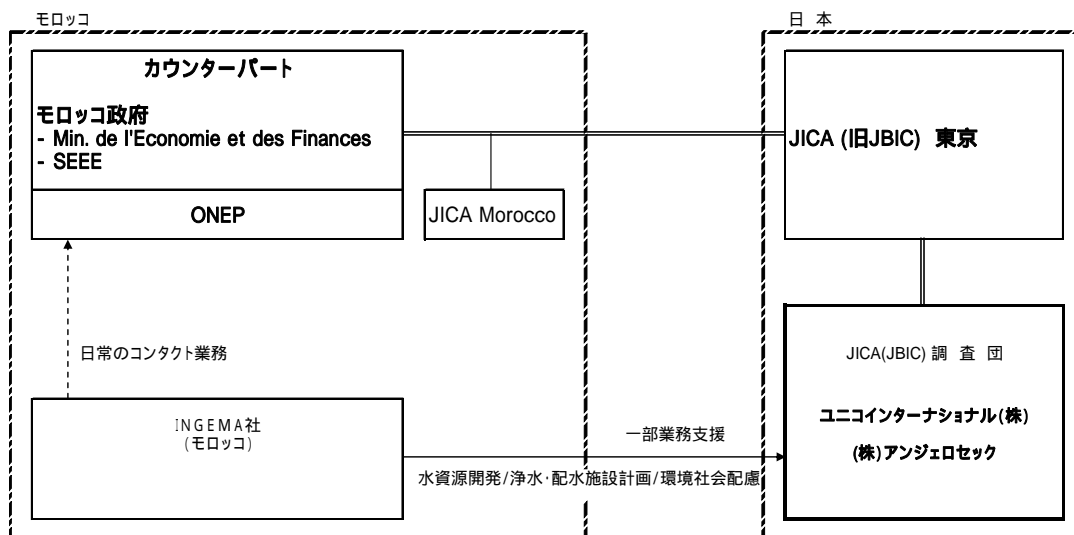 モロッコ
日 本
カウンターパート
モロッコ政府
- Min. de l'Economie et des Finances
- SEEE
ONEP
JICA Morocco
JICA (旧JBIC) 東京
日常のコンタクト業務
INGEMA社
(モロッコ)
一部業務支援
水資源開発/浄水・配水施設計画/環境社会配慮
JICA(JBIC) 調 査 団
ユニコインターナショナル(株)
(株)アンジェロセック